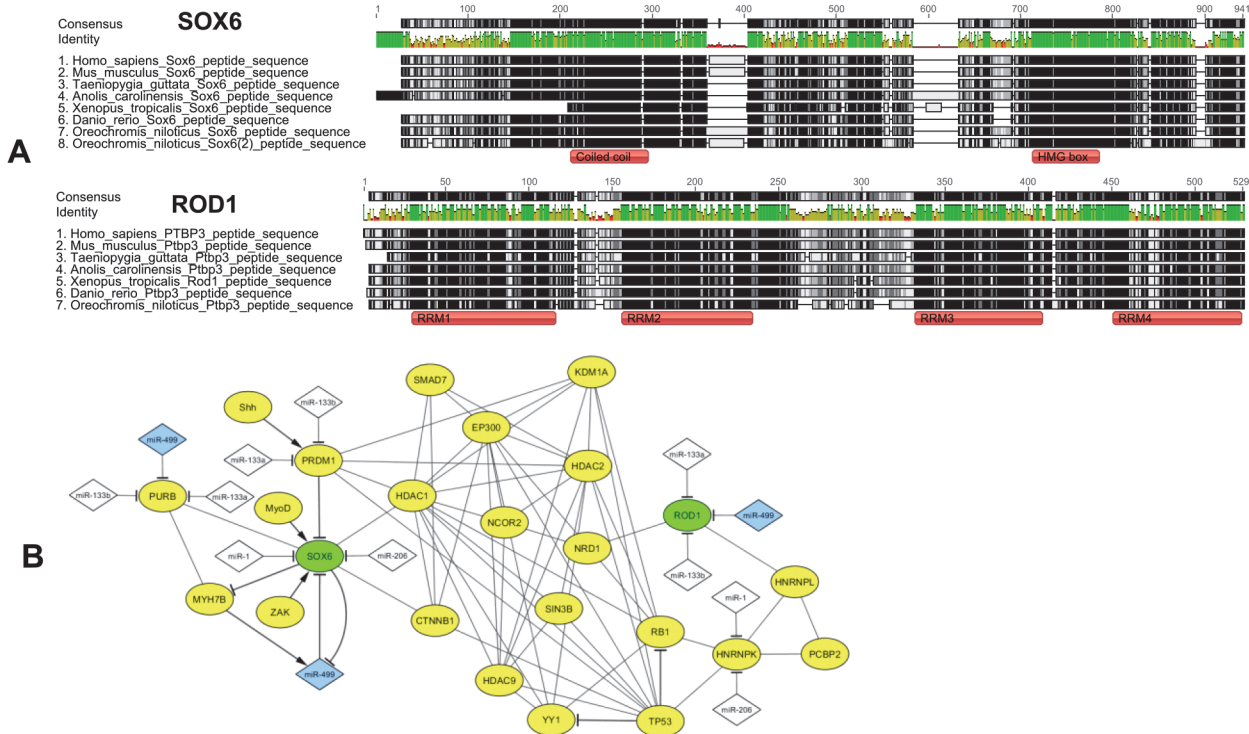 SOX6
1 100 200 300 400 500 600 700 800 900 941
Consensus
Identity
1. Homo_sapiens_Sox6_peptide_sequence
2. Mus_musculus_Sox6_peptide_sequence
3. Taeniopygia_guttata_Sox6_peptide_sequence
4. Anolis_carolinensis_Sox6_peptide_sequence
5. Xenopus_tropicalis_Sox6_peptide_sequence
6. Danio_rerio_Sox6_peptide_sequence
7. Oreochromis_niloticus_Sox6_peptide_sequence
8. Oreochromis_niloticus_Sox6(2)_peptide_sequence
A
Coiled coil HMG box
ROD1
1 50 100 150 200 250 300 350 400 450 500 529
Consensus
Identity
1. Homo_sapiens_PTBP3_peptide_sequence
2. Mus_musculus_Ptbp3_peptide_sequence
3. Taeniopygia_guttata_Ptbp3_peptide_sequence
4. Anolis_carolinensis_Ptbp3_peptide_sequence
5. Xenopus_tropicalis_Rod1_peptide_sequence
6. Danio_rerio_Ptbp3_peptide_sequence
7. Oreochromis_niloticus_Ptbp3_peptide_sequence
RRM1 RRM2 RRM3 RRM4
B
KDM1A
SMAD7
miR-133b
Shh
EP300
miR-499
miR-133a
PRDM1
HDAC2
miR-133a
miR-133b
PURB
miR-133a
HDAC1
MyoD
NCOR2
ROD1
miR-499
NRD1
miR-1
SOX6
miR-206
miR-133b
HNRNPL
MYH7B
ZAK
CTNNB1
SIN3B
miR-1
RB1
HNRNPK
PCBP2
miR-499
HDAC9
miR-206
YY1
TP53